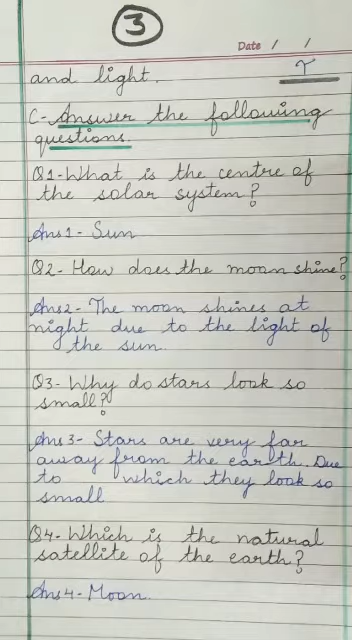 3
Date / /
and light.
C- Answer the following
questions.
Q1- What is the centre of
the solar system?
Ans1- Sun
Q2- How does the moon shine?
Ans2- The moon shines at
night due to the light of
the sun.
Q3- Why do stars look so
small?
Ans3- Stars are very far
away from the earth. Due
to which they look so
small
Q4- Which is the natural
satellite of the earth?
Ans4- Moon.